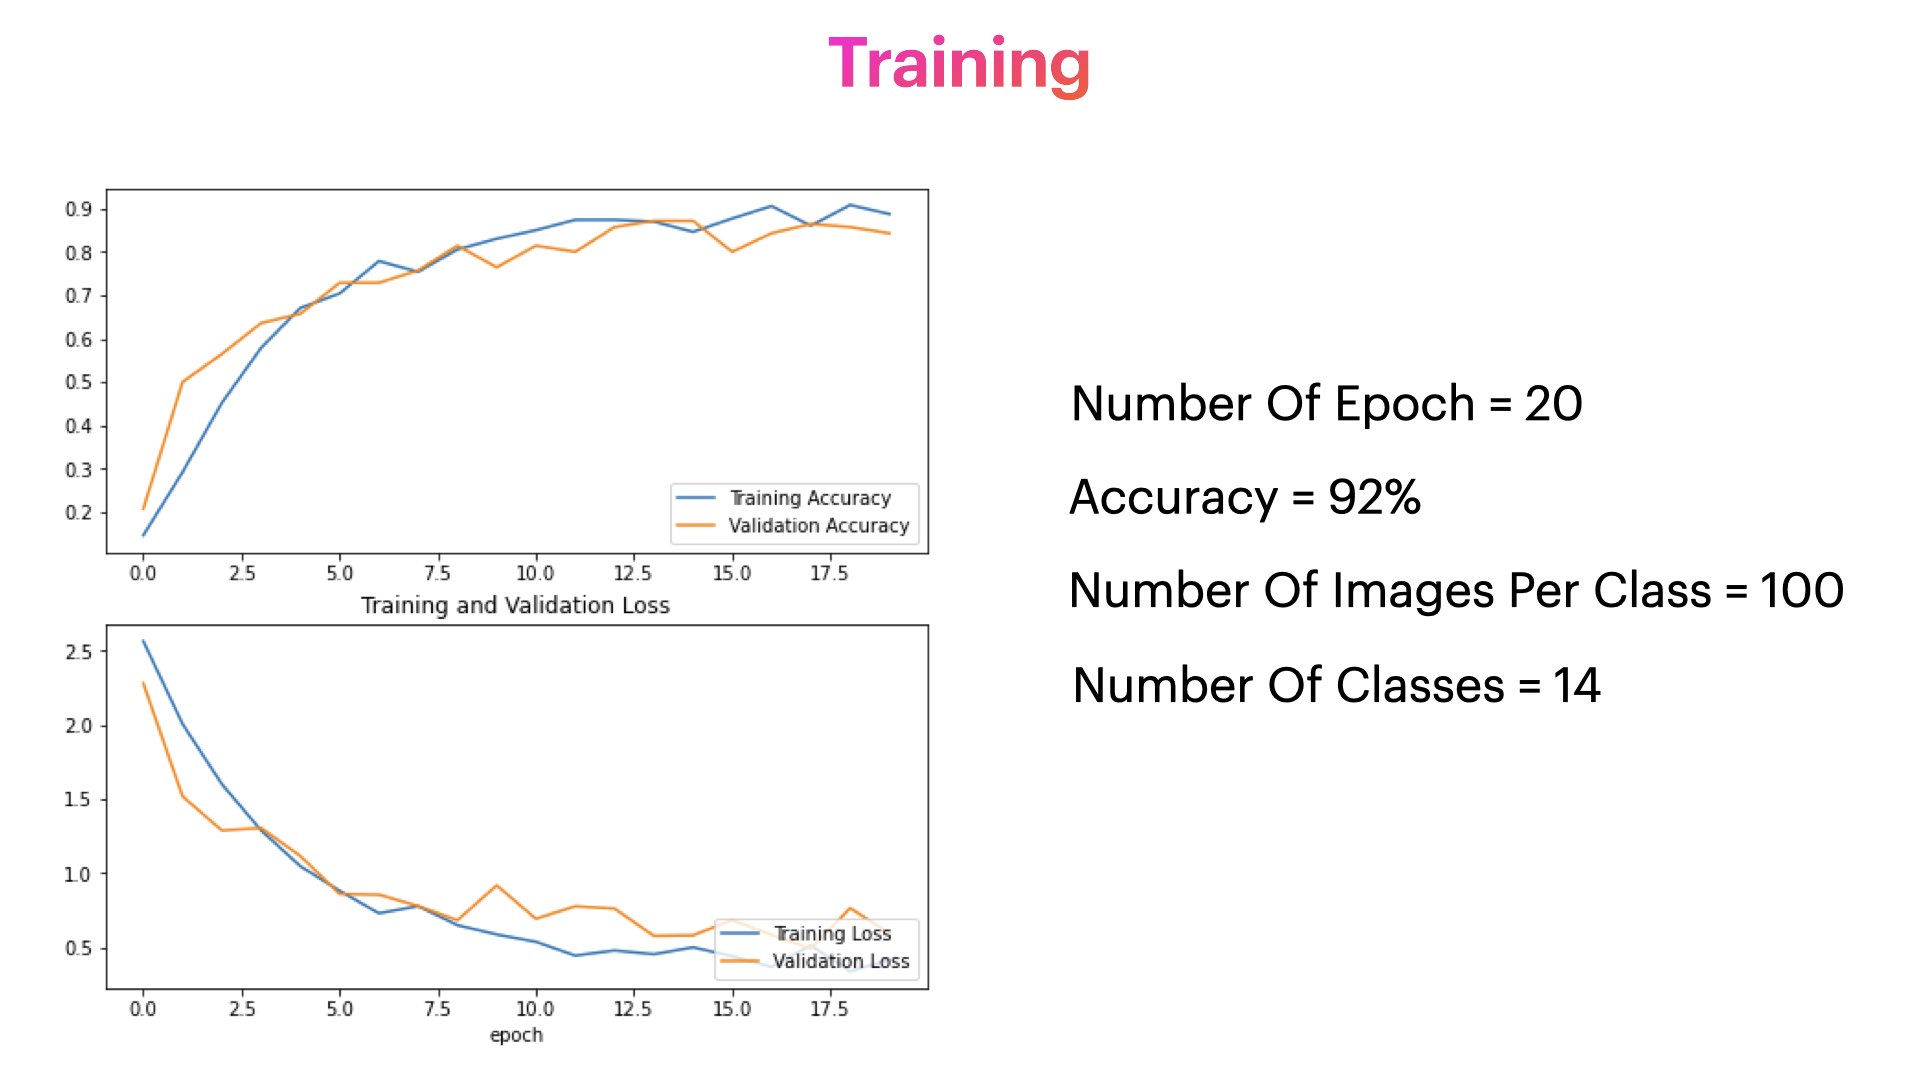 Training
0.9
0.8
0.7
0.6
0.5
0.4
0.3
0.2
Training Accuracy
Validation Accuracy
0.0 2.5 5.0 7.5 10.0 12.5 15.0 17.5
Training and Validation Loss
2.5
2.0
1.5
1.0
0.5
Training Loss
Validation Loss
0.0 2.5 5.0 7.5 10.0 12.5 15.0 17.5
epoch
Number Of Epoch = 20
Accuracy = 92%
Number Of Images Per Class = 100
Number Of Classes = 14